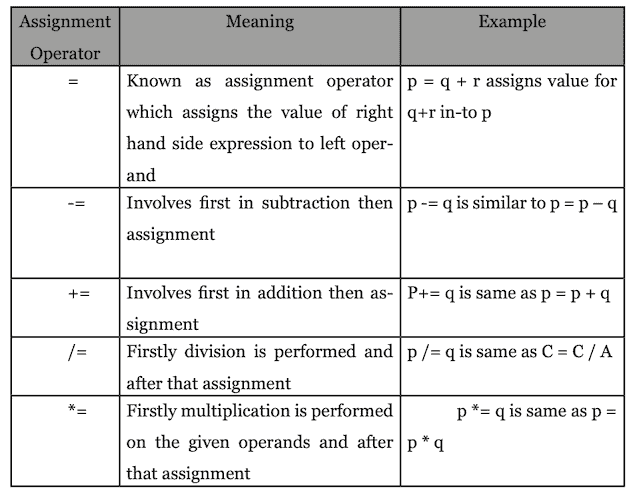 Assignment Operator
Meaning
Example
=
Known as assignment operator
which assigns the value of right
hand side expression to left oper-
and
p = q + r assigns value for
q+r in-to p
-=
Involves first in subtraction then
assignment
p -= q is similar to p = p – q
+=
Involves first in addition then as-
signment
P+= q is same as p = p + q
/=
Firstly division is performed and
after that assignment
p /= q is same as C = C / A
*=
Firstly multiplication is performed
on the given operands and after
that assignment
p *= q is same as p =
p * q